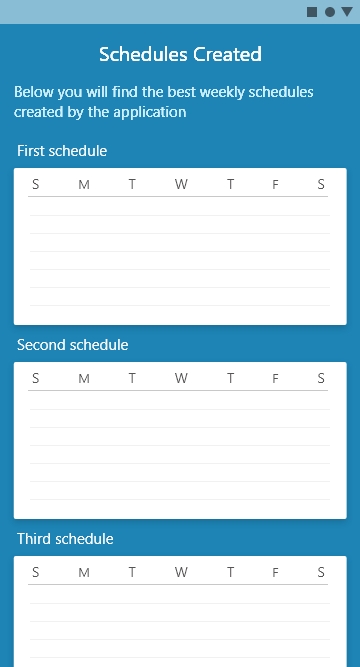 Schedules Created
Below you will find the best weekly schedules
created by the application
First schedule
S M T W T F S
Second schedule
S M T W T F S
Third schedule
S M T W T F S